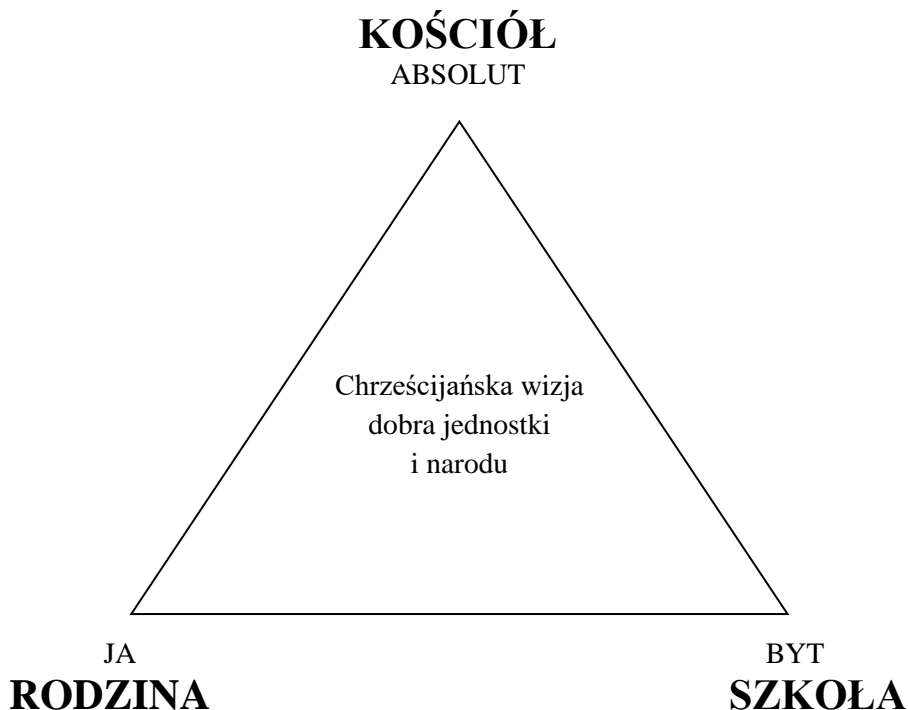 KOŚCIÓŁ
ABSOLUT
Chrześcijańska wizja
dobra jednostki
i narodu
JA
RODZINA
BYT
SZKOŁA